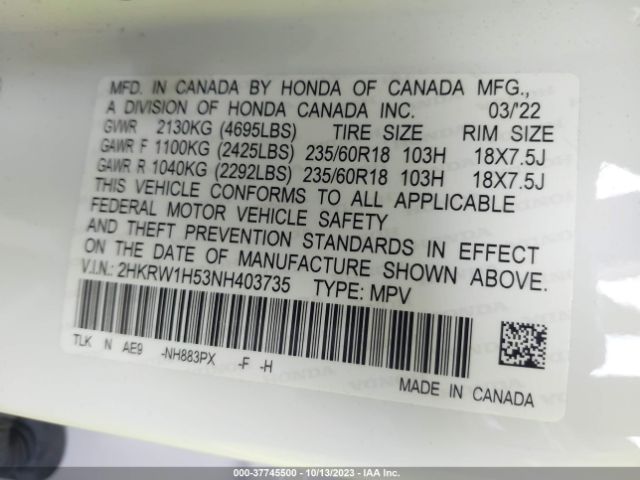 MFD. IN CANADA BY HONDA OF CANADA MFG.,
A DIVISION OF HONDA CANADA INC. 03/'22
GVWR 2130KG (4695LBS) TIRE SIZE RIM SIZE
GAWR F 1100KG (2425LBS) 235/60R18 103H 18X7.5J
GAWR R 1040KG (2292LBS) 235/60R18 103H 18X7.5J
THIS VEHICLE CONFORMS TO ALL APPLICABLE
FEDERAL MOTOR VEHICLE SAFETY
AND THEFT PREVENTION STANDARDS IN EFFECT
ON THE DATE OF MANUFACTURE SHOWN ABOVE.
V.I.N.: 2HKRW1H53NH403735 TYPE: MPV
TLK N AE9 -NH883PX -F -H
MADE IN CANADA
000-37745500 - 10/13/2023 - IAA Inc.